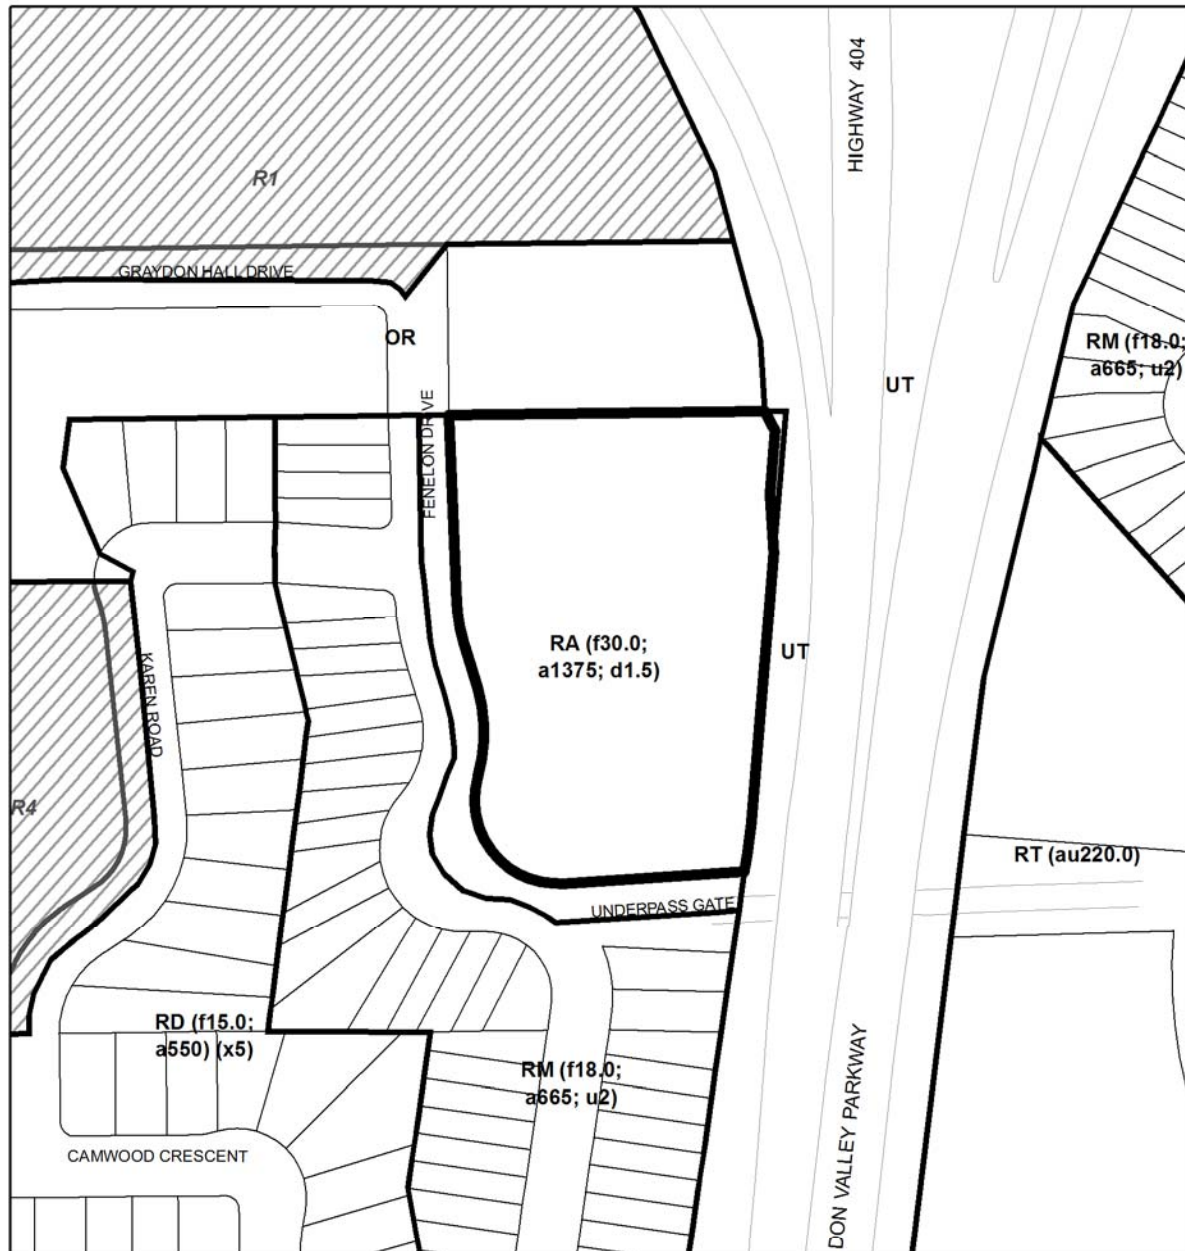 HIGHWAY 404
R1
GRAYDON HALL DRIVE
OR
RM (f18.0;
a665; u2)
UT
FENELON DRIVE
RA (f30.0;
a1375; d1.5)
UT
KAREN ROAD
R4
RT (au220.0)
UNDERPASS GATE
RD (f15.0;
a550) (x5)
RM (f18.0;
a665; u2)
DON VALLEY PARKWAY
CAMWOOD CRESCENT